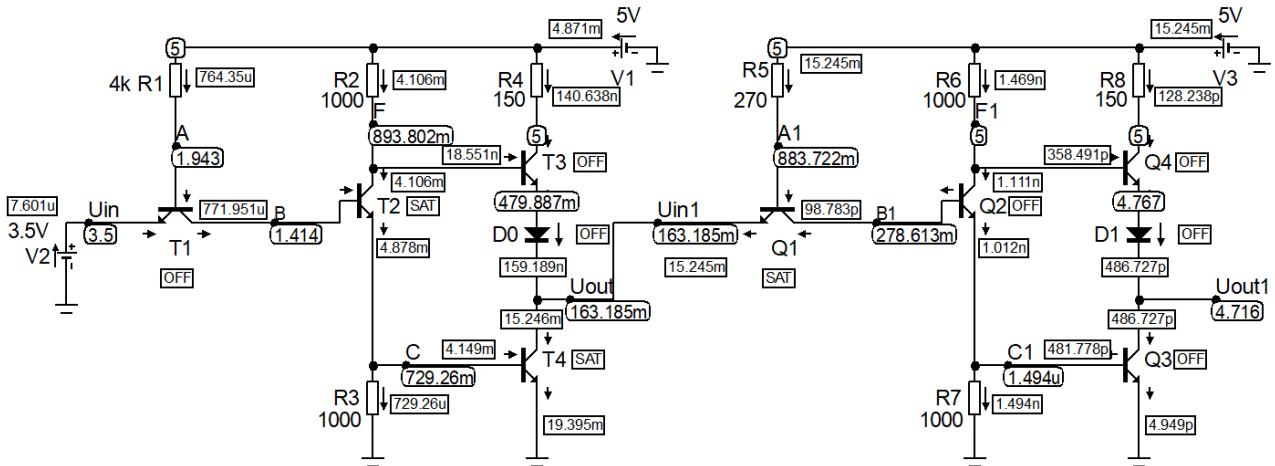 5V
4.871m
5
4k R1
764.35u
R2
1000
4.106m
R4
150
140.638n
V1
F
893.802m
A
1.943
18.551n
5
T3
OFF
4.106m
T2
SAT
479.887m
7.601u
Uin
3.5
3.5V
V2
771.951u
B
1.414
T1
OFF
4.878m
D0
OFF
159.189n
Uout
163.185m
15.246m
C
729.26m
4.149m
T4
SAT
R3
1000
729.26u
19.395m
5V
15.245m
5
R5
270
15.245m
R6
1000
1.469n
R8
150
128.238p
V3
F1
5
A1
883.722m
358.491p
5
Q4
OFF
1.111n
Q2
OFF
4.767
Uin1
163.185m
98.783p
B1
278.613m
15.245m
Q1
SAT
1.012n
D1
OFF
486.727p
Uout1
4.716
486.727p
C1
1.494u
481.778p
Q3
OFF
R7
1000
1.494n
4.949p